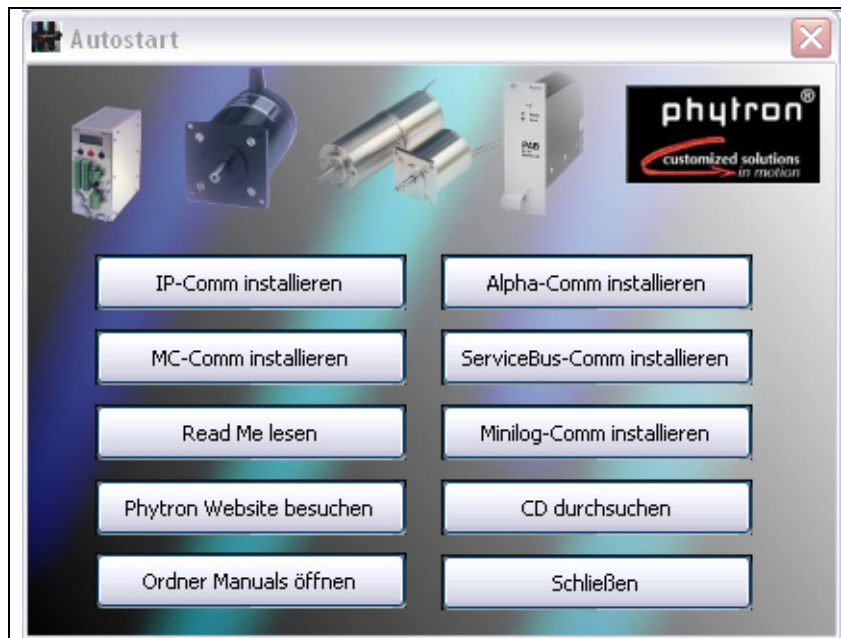 Autostart
phytron®
customized solutions
in motion
PAB
IP-Comm installieren
Alpha-Comm installieren
MC-Comm installieren
ServiceBus-Comm installieren
Read Me lesen
Minilog-Comm installieren
Phytron Website besuchen
CD durchsuchen
Ordner Manuals öffnen
Schließen